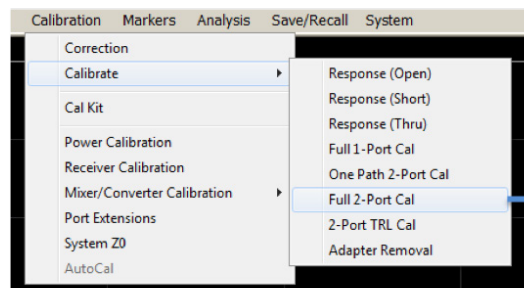 Calibration Markers Analysis Save/Recall System
Correction
Calibrate
Cal Kit
Power Calibration
Receiver Calibration
Mixer/Converter Calibration
Port Extensions
System Z0
AutoCal
Response (Open)
Response (Short)
Response (Thru)
Full 1-Port Cal
One Path 2-Port Cal
Full 2-Port Cal
2-Port TRL Cal
Adapter Removal